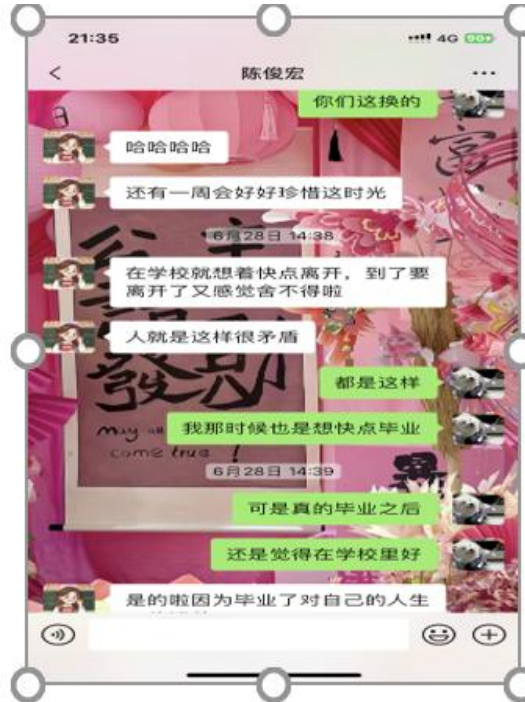 21:35
4G
90+
陈俊宏
你们这换的
哈哈哈哈
还有一周会好好珍惜这时光
6月28日 14:38
在学校就想着快点离开，到了要
离开了又感觉舍不得啦
人就是这样很矛盾
都是这样
我那时候也是想快点毕业
May all
come true !
6月28日 14:39
可是真的毕业之后
还是觉得在学校里好
是的啦因为毕业了对自己的人生